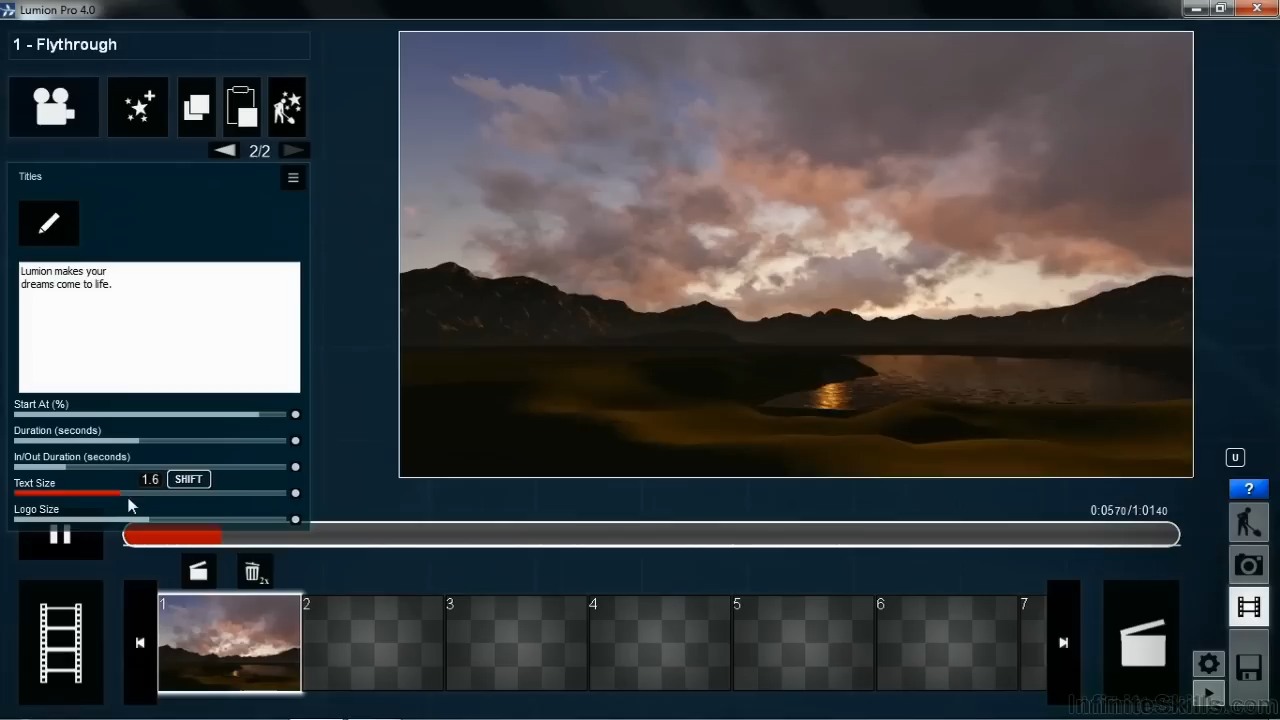 Lumion Pro 4.0
1 - Flythrough
2/2
Titles
Lumion makes your
dreams come to life.
Start At (%)
Duration (seconds)
In/Out Duration (seconds)
1.6 SHIFT
Text Size
Logo Size
U
?
0:0570/1:0140
2x
1 2 3 4 5 6 7
InfiniteSkills.com